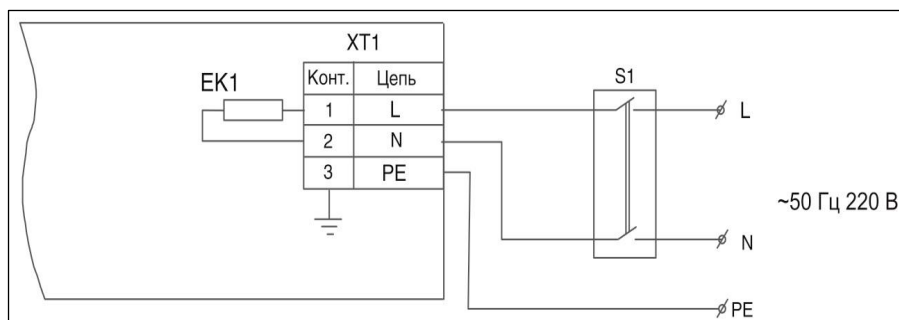 XT1
Конт. Цепь
EK1
1 L
2 N
3 PE
S1
L
~50 Гц 220 В
N
PE